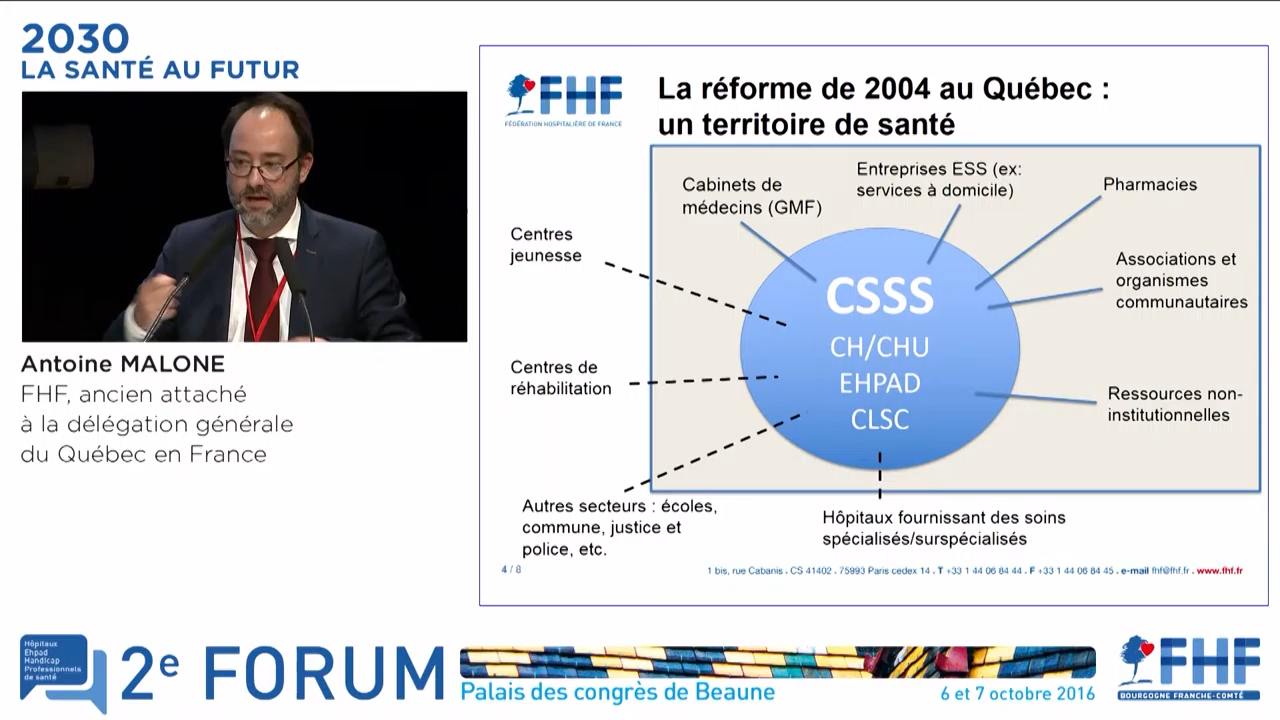 2030
LA SANTÉ AU FUTUR
Antoine MALONE
FHF, ancien attaché
à la délégation générale
du Québec en France
FHF
FÉDÉRATION HOSPITALIÈRE DE FRANCE
La réforme de 2004 au Québec :
un territoire de santé
Cabinets de
médecins (GMF)
Entreprises ESS (ex:
services à domicile)
Pharmacies
Centres
jeunesse
Associations et
organismes
communautaires
CSSS
CH/CHU
EHPAD
CLSC
Centres de
réhabilitation
Ressources non-
institutionnelles
Autres secteurs : écoles,
commune, justice et
police, etc.
Hôpitaux fournissant des soins
spécialisés/surspécialisés
4 / 8
1 bis, rue Cabanis . CS 41402 . 75993 Paris cedex 14 . T +33 1 44 06 84 44 . F +33 1 44 06 84 45 . e-mail fhf@fhf.fr . www.fhf.fr
Hôpitaux
Ehpad
Handicap
Professionnels
de santé
2e FORUM
Palais des congrès de Beaune
6 et 7 octobre 2016
FHF
BOURGOGNE FRANCHE-COMTÉ